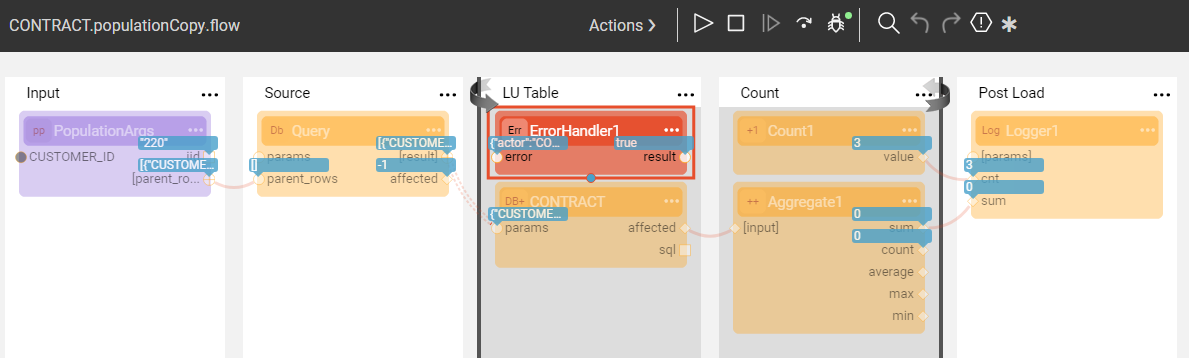 CONTRACT.populationCopy.flow
Actions
Input
Source
LU Table
Count
Post Load
pp PopulationArgs
"220"
CUSTOMER_ID
iid
[{"CUSTOME...
[parent_ro...
Db Query
[{"CUSTOME...
params
[result]
[]
-1
parent_rows
affected
Err ErrorHandler1
{"actor":"CO...
true
error
result
DB+ CONTRACT
{"CUSTOME...
params
affected
sql
+1 Count1
3
value
++ Aggregate1
0
[input]
sum
0
count
average
max
min
Log Logger1
[params]
3
cnt
0
sum